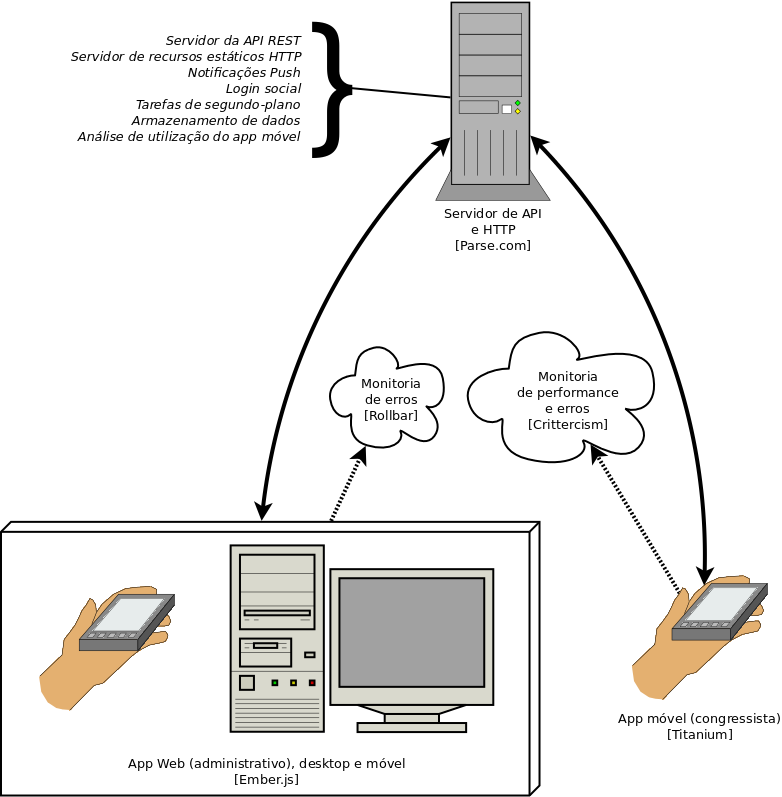 Servidor da API REST
Servidor de recursos estáticos HTTP
Notificações Push
Login social
Tarefas de segundo-plano
Armazenamento de dados
Análise de utilização do app móvel
Servidor de API
e HTTP
[Parse.com]
Monitoria
de erros
[Rollbar]
Monitoria
de performance
e erros
[Crittercism]
App móvel (congressista)
[Titanium]
App Web (administrativo), desktop e móvel
[Ember.js]